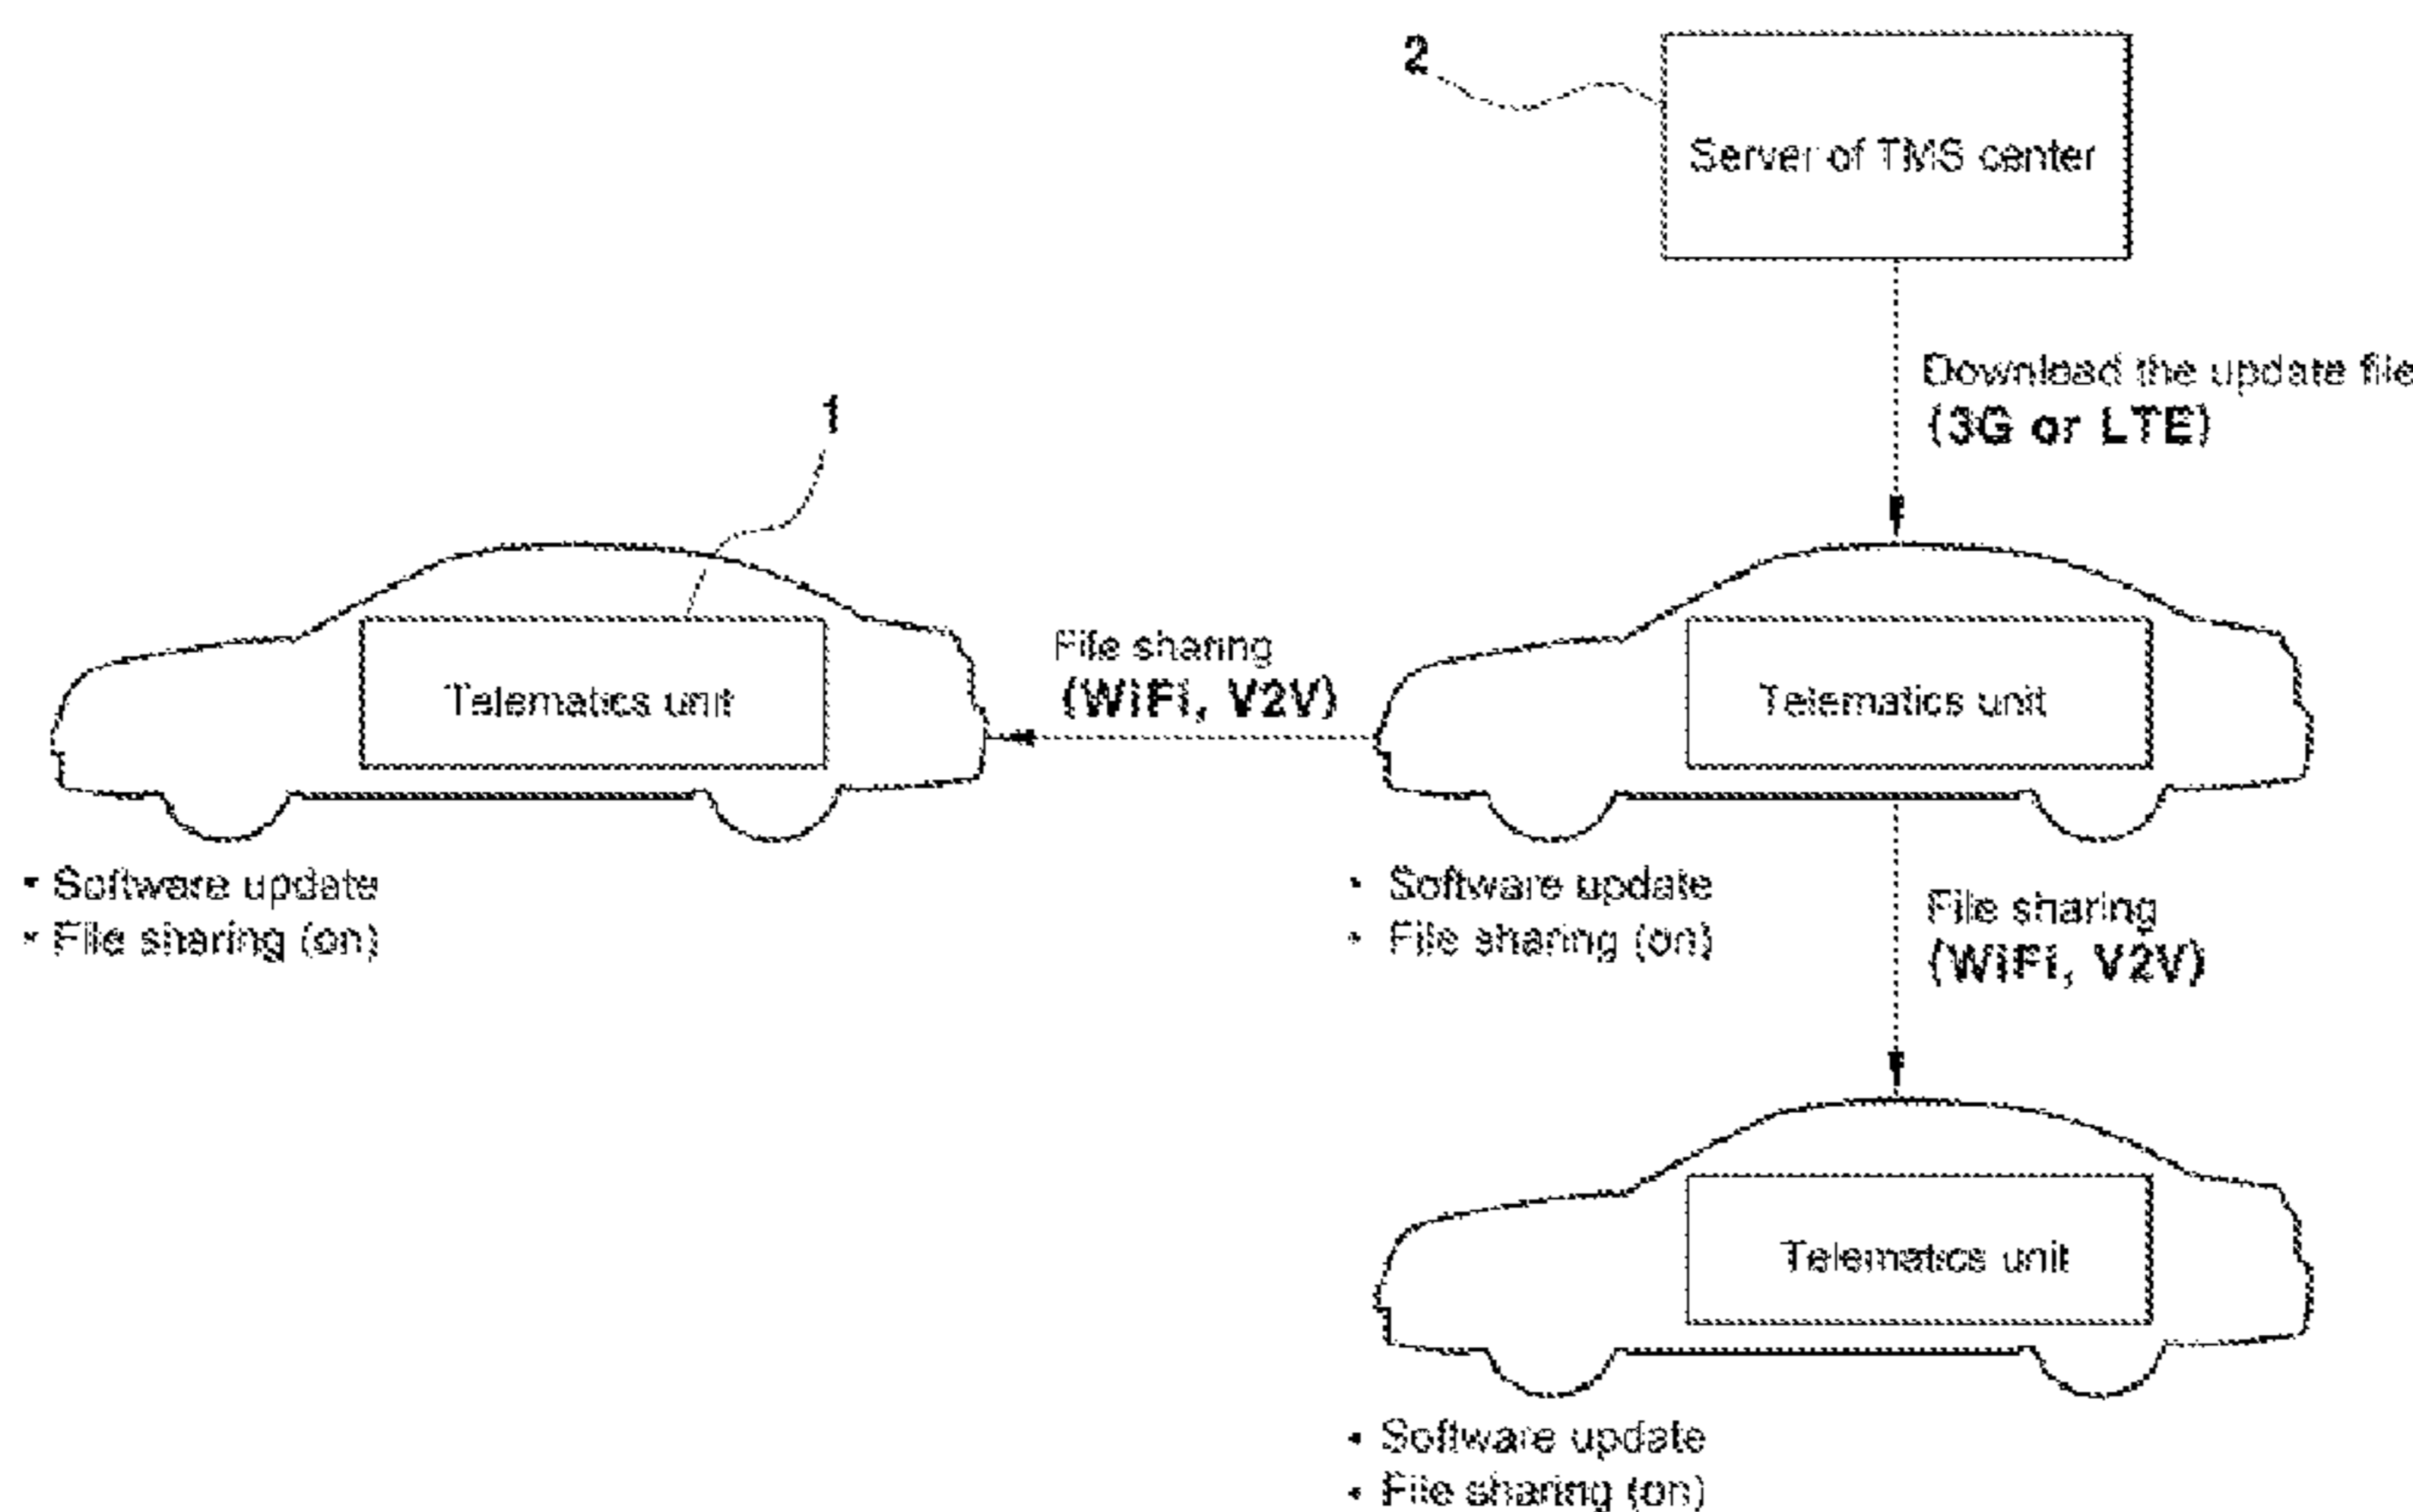 2
Server of TMS center
Download the update file
(3G or LTE)
1
File sharing
(WiFi, V2V)
Telematics unit
Telematics unit
• Software update
• File sharing (on)
• Software update
• File sharing (on)
File sharing
(WiFi, V2V)
Telematics unit
• Software update
• File sharing (on)